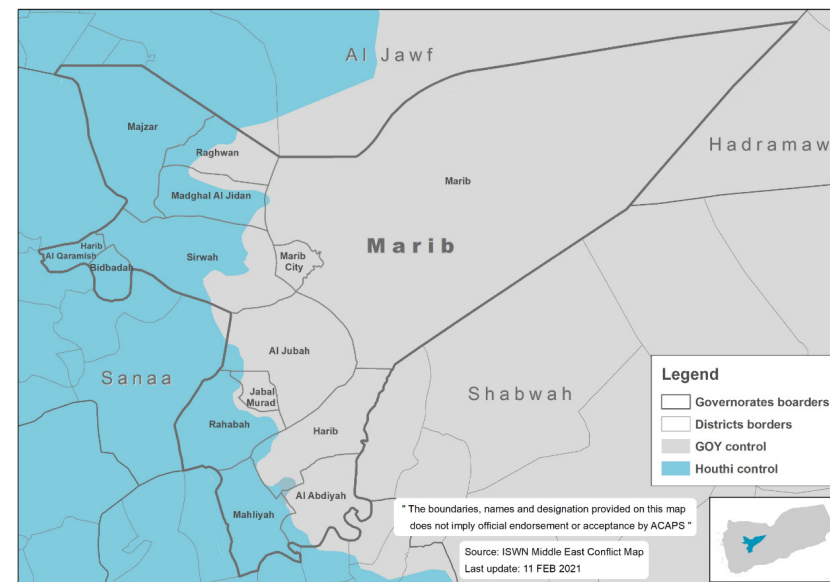 Al Jawf
Majzar
Raghwan
Hadramaw
Marib
Madghal Al Jidan
Marib
Harib
Al Qaramish
Bidbadah
Sirwah
Marib
City
Al Jubah
Sanaa
Jabal
Murad
Shabwah
Rahabah
Harib
Al Abdiyah
Mahliyah
Legend
Governorates boarders
Districts borders
GOY control
Houthi control
" The boundaries, names and designation provided on this map
does not imply official endorsement or acceptance by ACAPS "
Source: ISWN Middle East Conflict Map
Last update: 11 FEB 2021